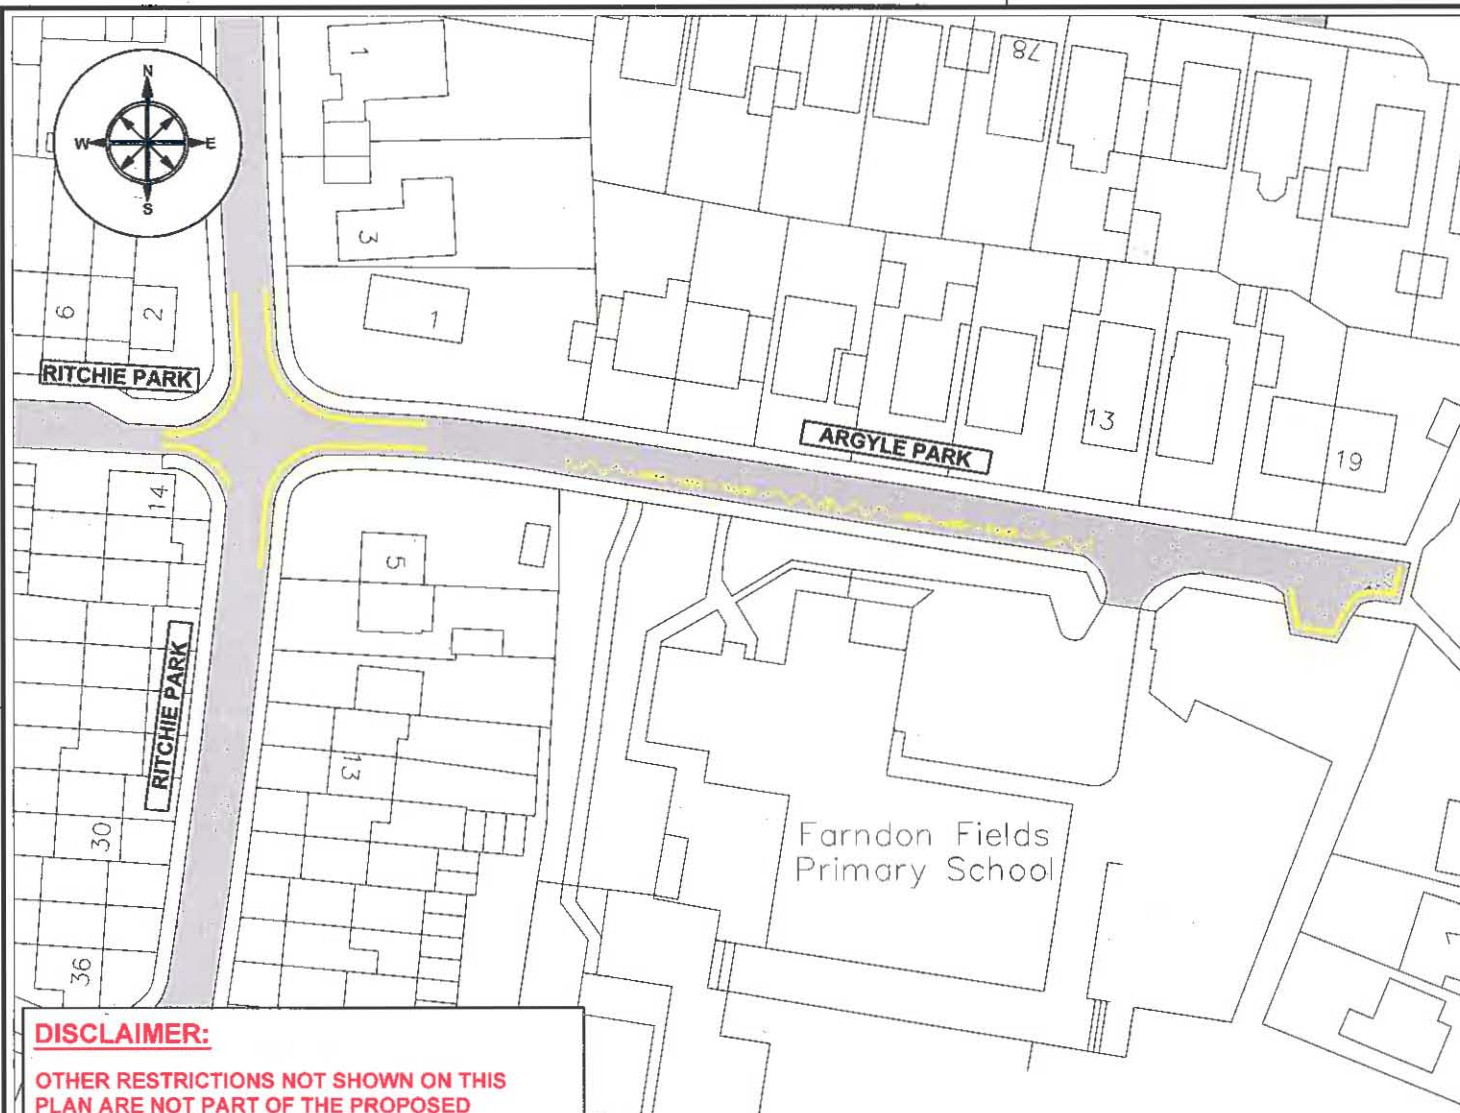 1
78
N
W
E
S
3
6
2
1
RITCHIE PARK
ARGYLE PARK
13
19
14
5
RITCHIE PARK
13
30
Farndon Fields
Primary School
36
DISCLAIMER:
OTHER RESTRICTIONS NOT SHOWN ON THIS
PLAN ARE NOT PART OF THE PROPOSED